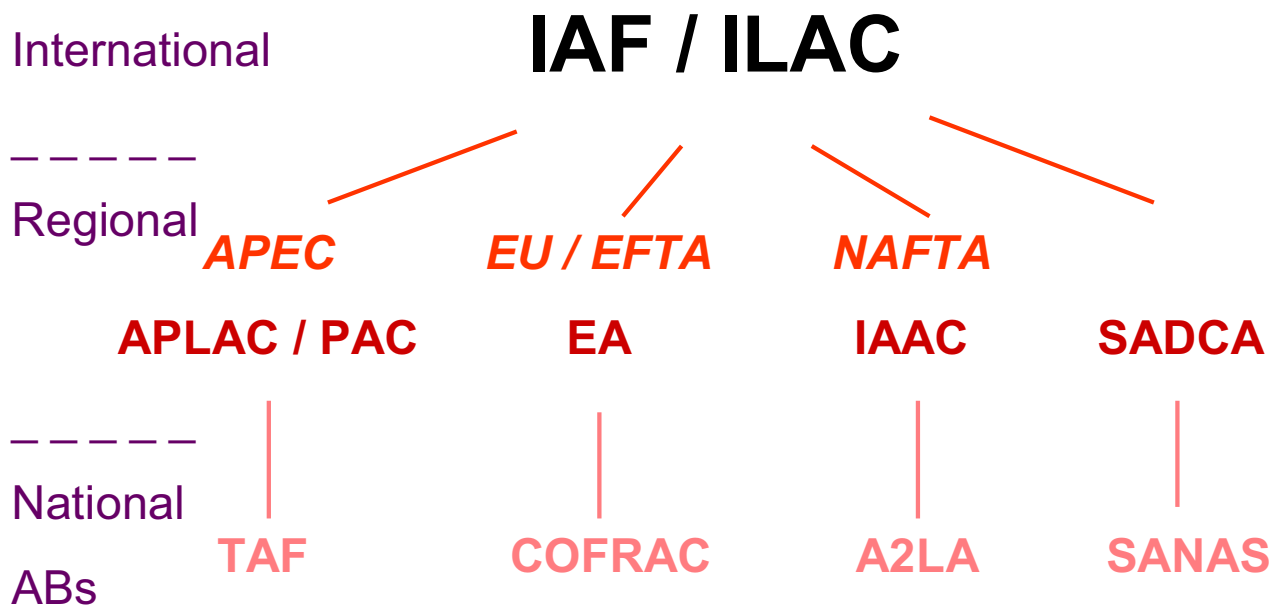 International IAF / ILAC
_ _ _ _ _
Regional
APEC EU / EFTA NAFTA
APLAC / PAC EA IAAC SADCA
_ _ _ _ _
National
TAF COFRAC A2LA SANAS
ABs